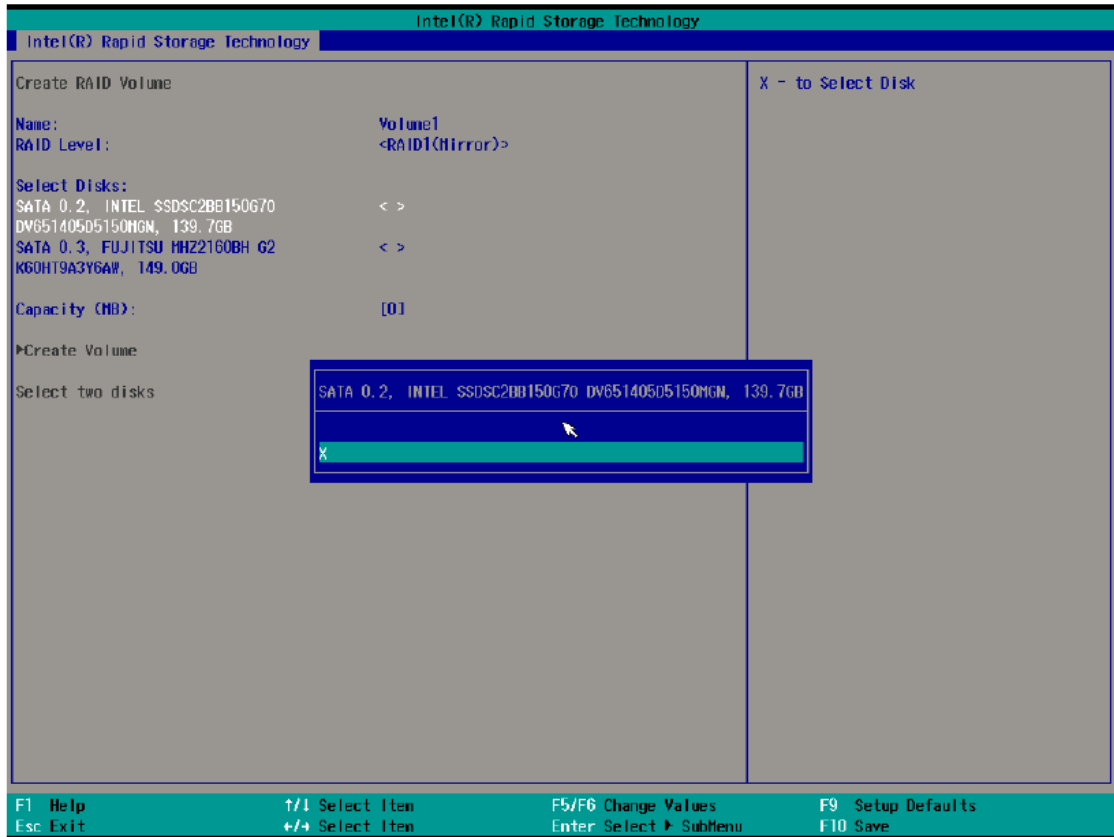 Intel(R) Rapid Storage Technology
Intel(R) Rapid Storage Technology
Create RAID Volume
X - to Select Disk
Name: Volume1
RAID Level: <RAID1(Mirror)>
Select Disks:
SATA 0.2, INTEL SSDSC2BB150G70 < >
DV651405D5150MGN, 139.7GB
SATA 0.3, FUJITSU MHZ2160BH G2 < >
K60HT9A3Y6AW, 149.0GB
Capacity (MB): [0]
▶Create Volume
Select two disks
SATA 0.2, INTEL SSDSC2BB150G70 DV651405D5150MGN, 139.7GB
X
F1 Help ↑/↓ Select Item F5/F6 Change Values F9 Setup Defaults
Esc Exit ←/→ Select Item Enter Select ▶ SubMenu F10 Save